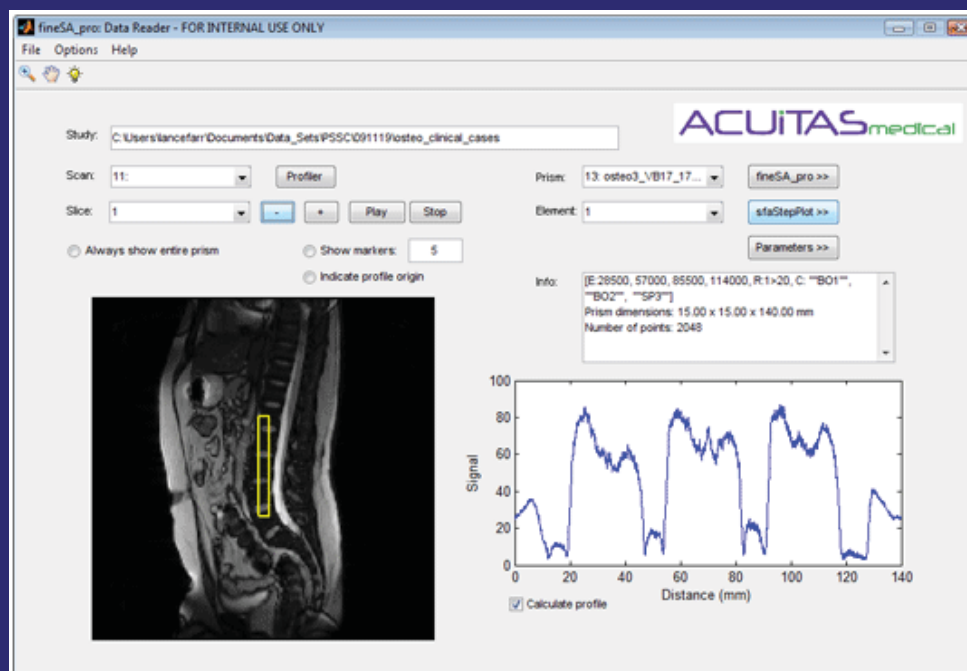 fineSA_pro: Data Reader - FOR INTERNAL USE ONLY
File Options Help
ACUiTAS medical
Study: C:\Users\lancefarr\Documents\Data_Sets\PSSC\091119\osteo_clinical_cases
Scan: 11: Profiler Prism: 13: osteo3_VB17_17... fineSA_pro >>
Slice: 1 - + Play Stop Element: 1 sfaStepPlot >>
Always show entire prism Show markers: 5 Parameters >>
Indicate profile origin
Info: [E:28500, 57000, 85500, 114000, R:1>20, C: ""BO1"",
""BO2"", ""SP3""]
Prism dimensions: 15.00 x 15.00 x 140.00 mm
Number of points: 2048
100
80
60
40
20
0
Signal
0 20 40 60 80 100 120 140
Distance (mm)
Calculate profile